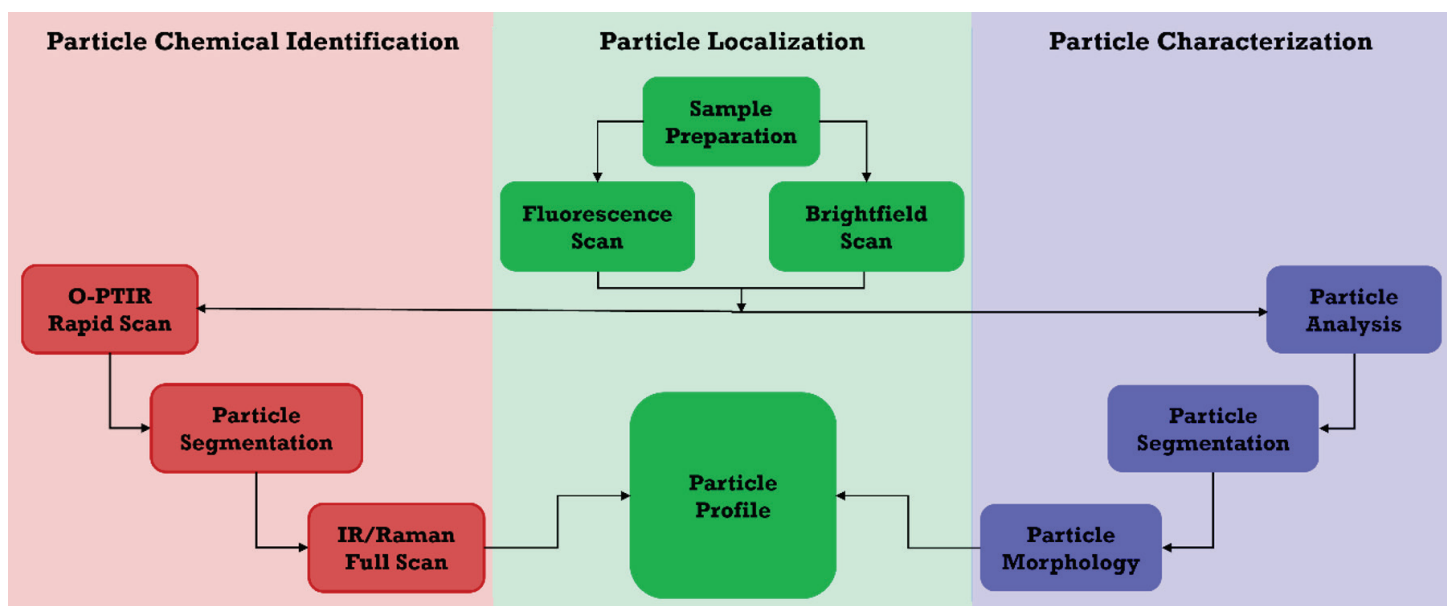 Particle Chemical Identification
Particle Localization
Particle Characterization
Sample
Preparation
Fluorescence
Scan
Brightfield
Scan
O-PTIR
Rapid Scan
Particle
Analysis
Particle
Segmentation
Particle
Segmentation
Particle
Profile
IR/Raman
Full Scan
Particle
Morphology